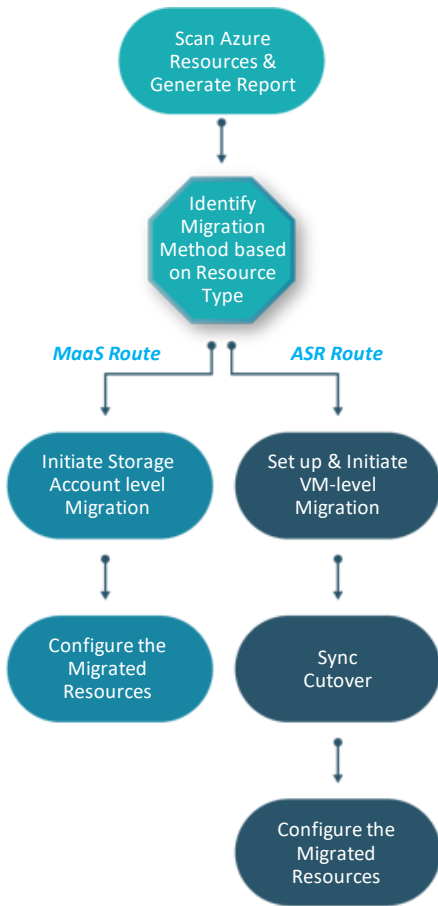 Scan Azure
Resources &
Generate Report
Identify
Migration
Method based
on Resource
Type
MaaS Route
ASR Route
Initiate Storage
Account level
Migration
Set up & Initiate
VM-level
Migration
Configure the
Migrated
Resources
Sync
Cutover
Configure the
Migrated
Resources